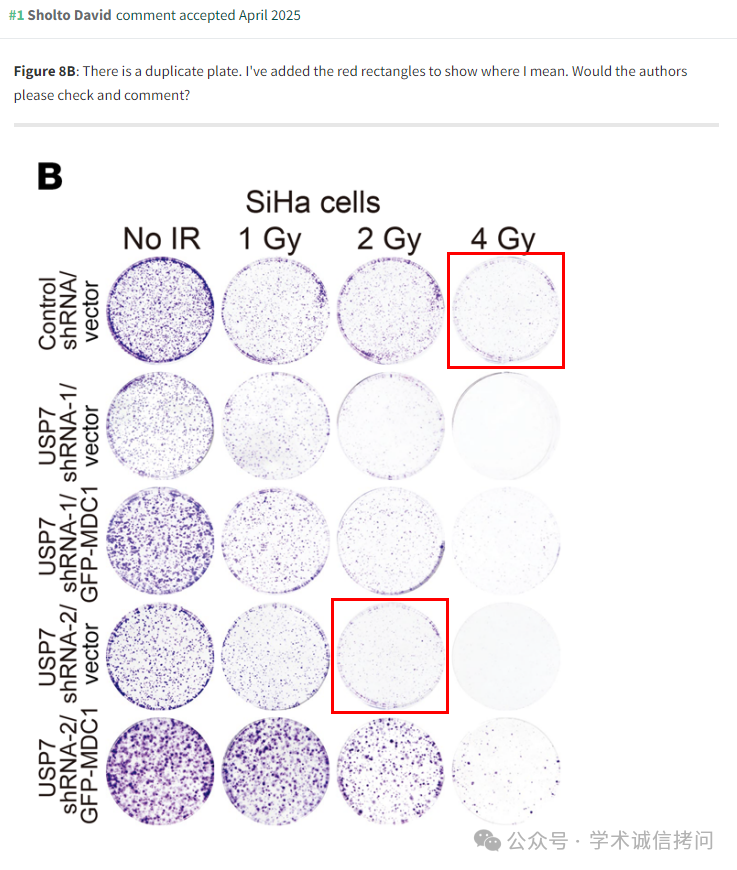 #1 Sholto David comment accepted April 2025
Figure 8B: There is a duplicate plate. I've added the red rectangles to show where I mean. Would the authors
please check and comment?
B
SiHa cells
No IR 1 Gy 2 Gy 4 Gy
Control
shRNA/
vector
USP7
shRNA-1/
vector
USP7
shRNA-1/
GFP-MDC1
USP7
shRNA-2/
vector
USP7
shRNA-2/
GFP-MDC1
公众号 · 学术诚信拷问